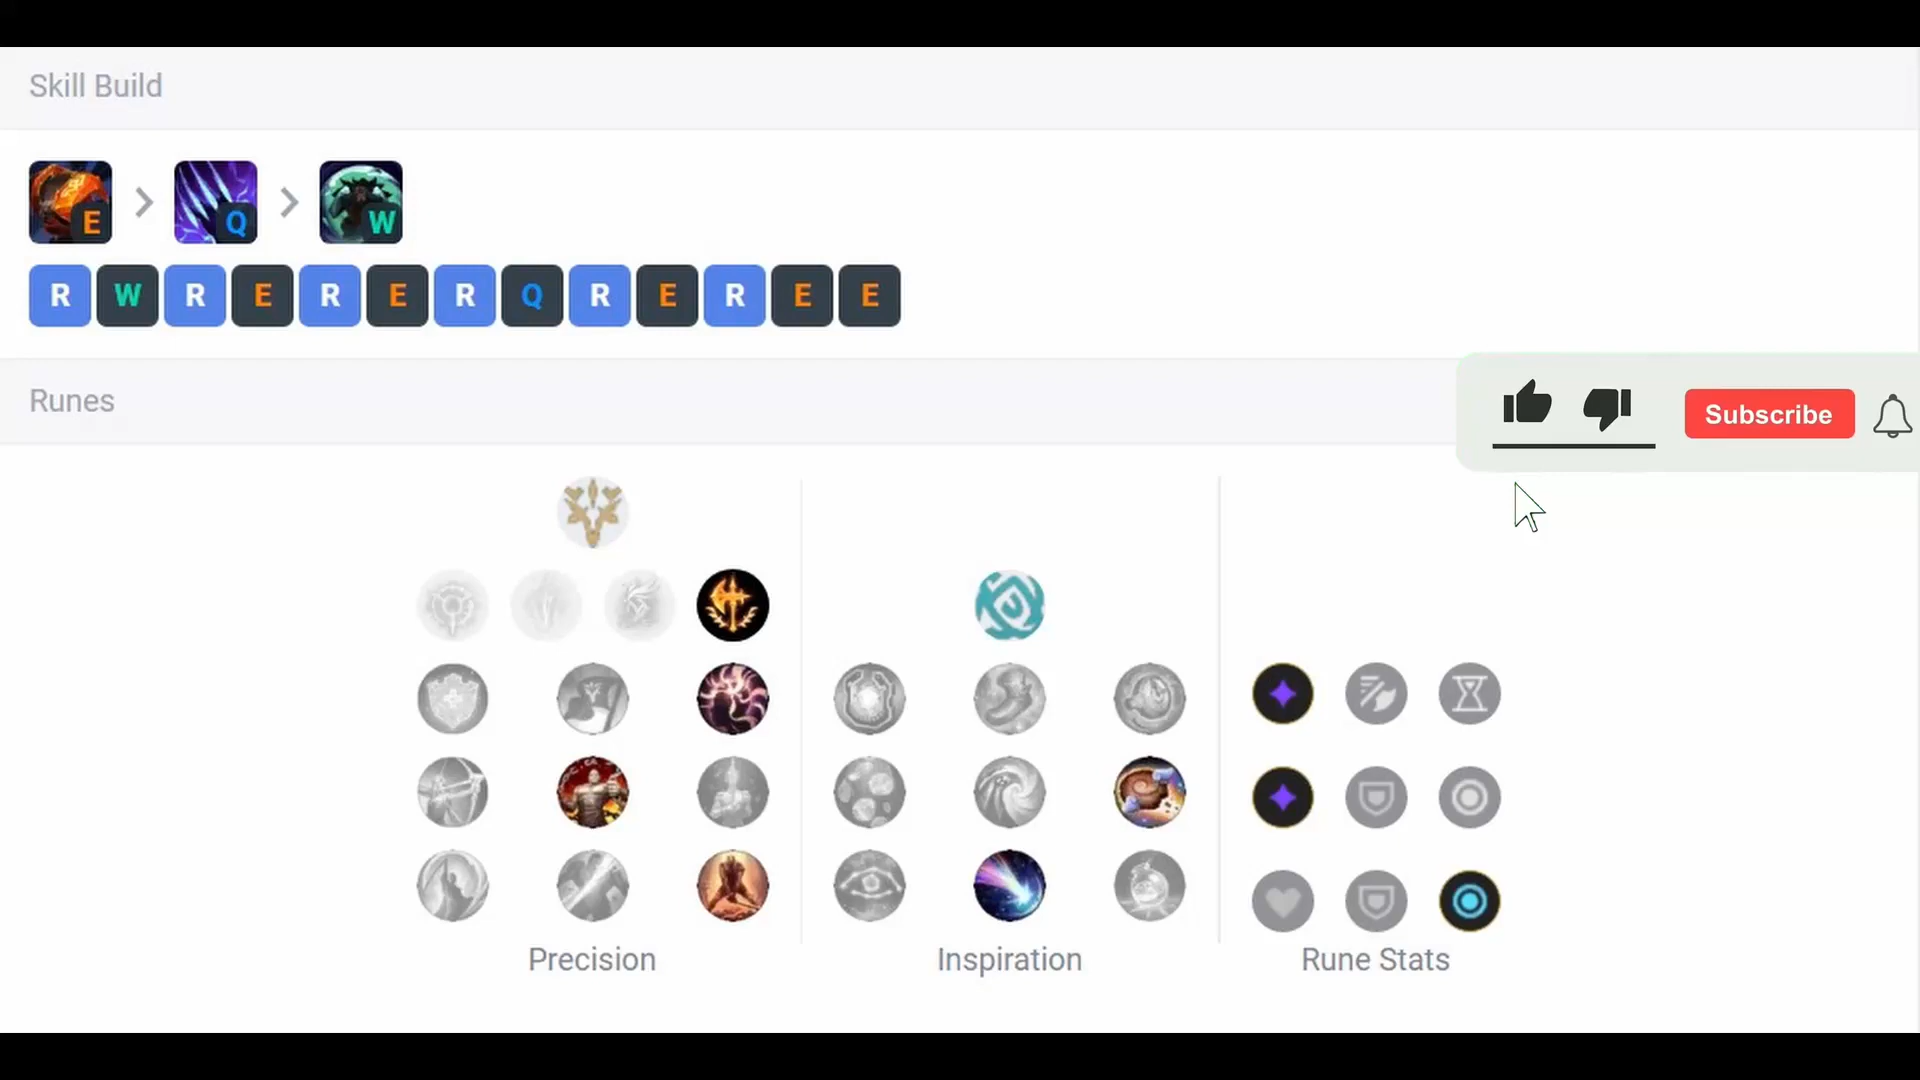 Skill Build
E Q W
R W R E R E R Q R E R E E
Runes
Subscribe
Precision Inspiration Rune Stats